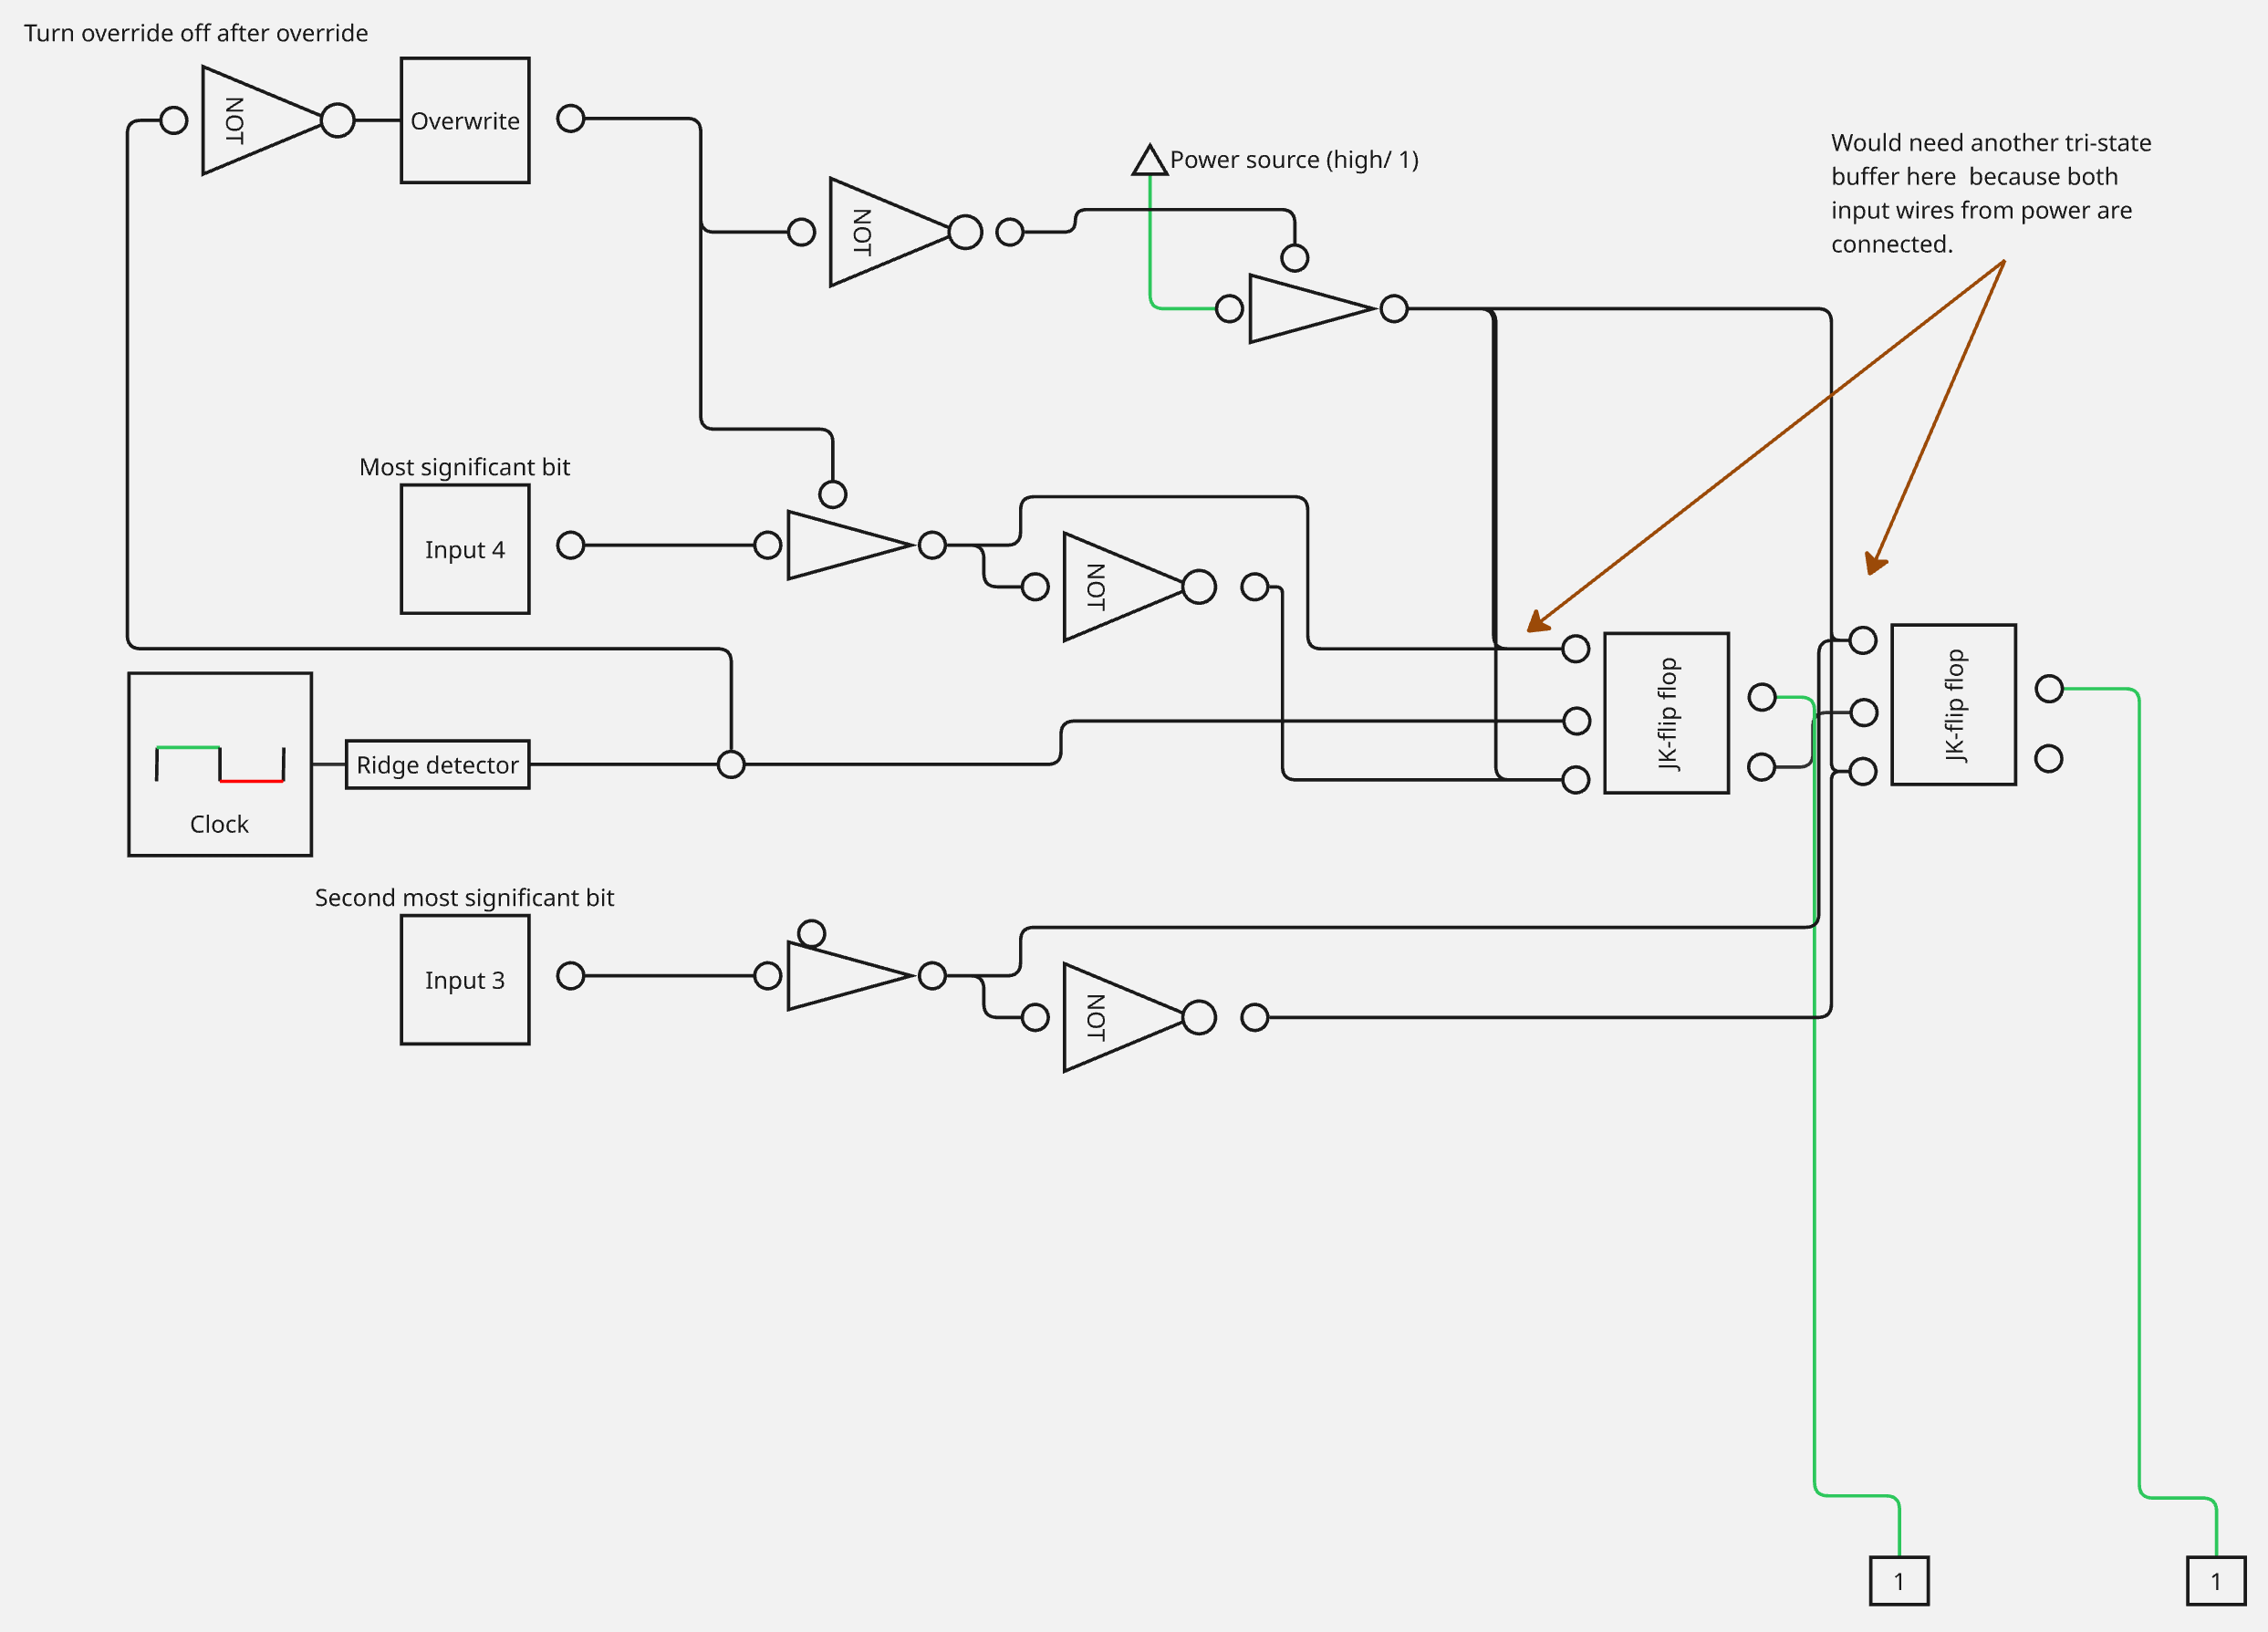 Turn override off after override
NOT
Overwrite
Power source (high/ 1)
Would need another tri-state
buffer here  because both
input wires from power are
connected.
NOT
Most significant bit
Input 4
NOT
JK-flip flop
JK-flip flop
Ridge detector
Clock
Second most significant bit
Input 3
NOT
1
1